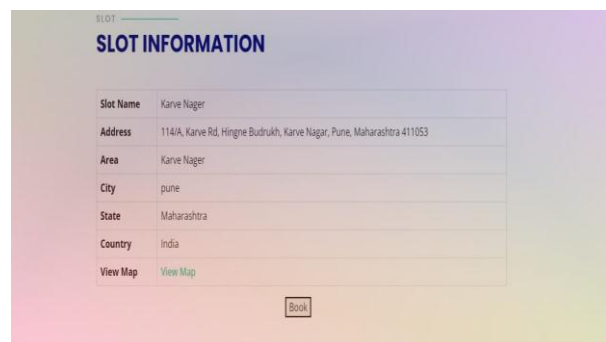 SLOT
SLOT INFORMATION
Slot Name Karve Nager
Address 114/A, Karve Rd, Hingne Budrukh, Karve Nagar, Pune, Maharashtra 411053
Area Karve Nager
City pune
State Maharashtra
Country India
View Map View Map
Book